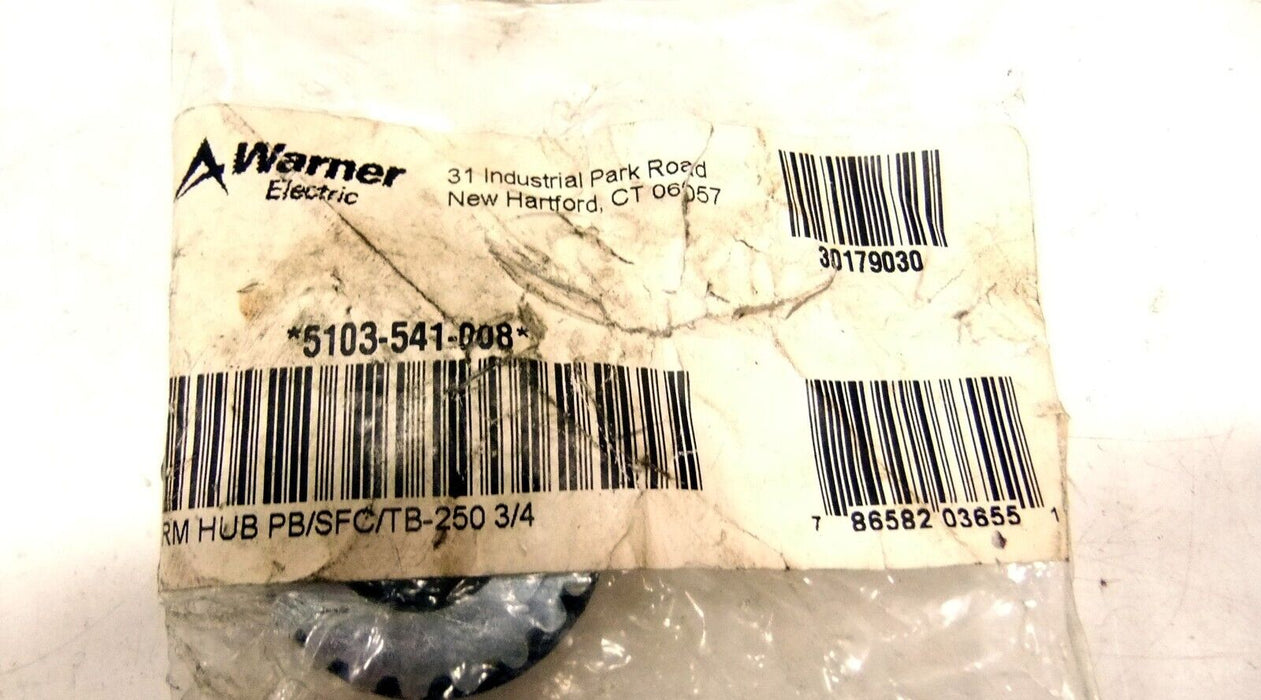 Warner
Electric
31 Industrial Park Road
New Hartford, CT 06057
30179030
*5103-541-008*
RM HUB PB/SFC/TB-250 3/4
7 86582 03655 1